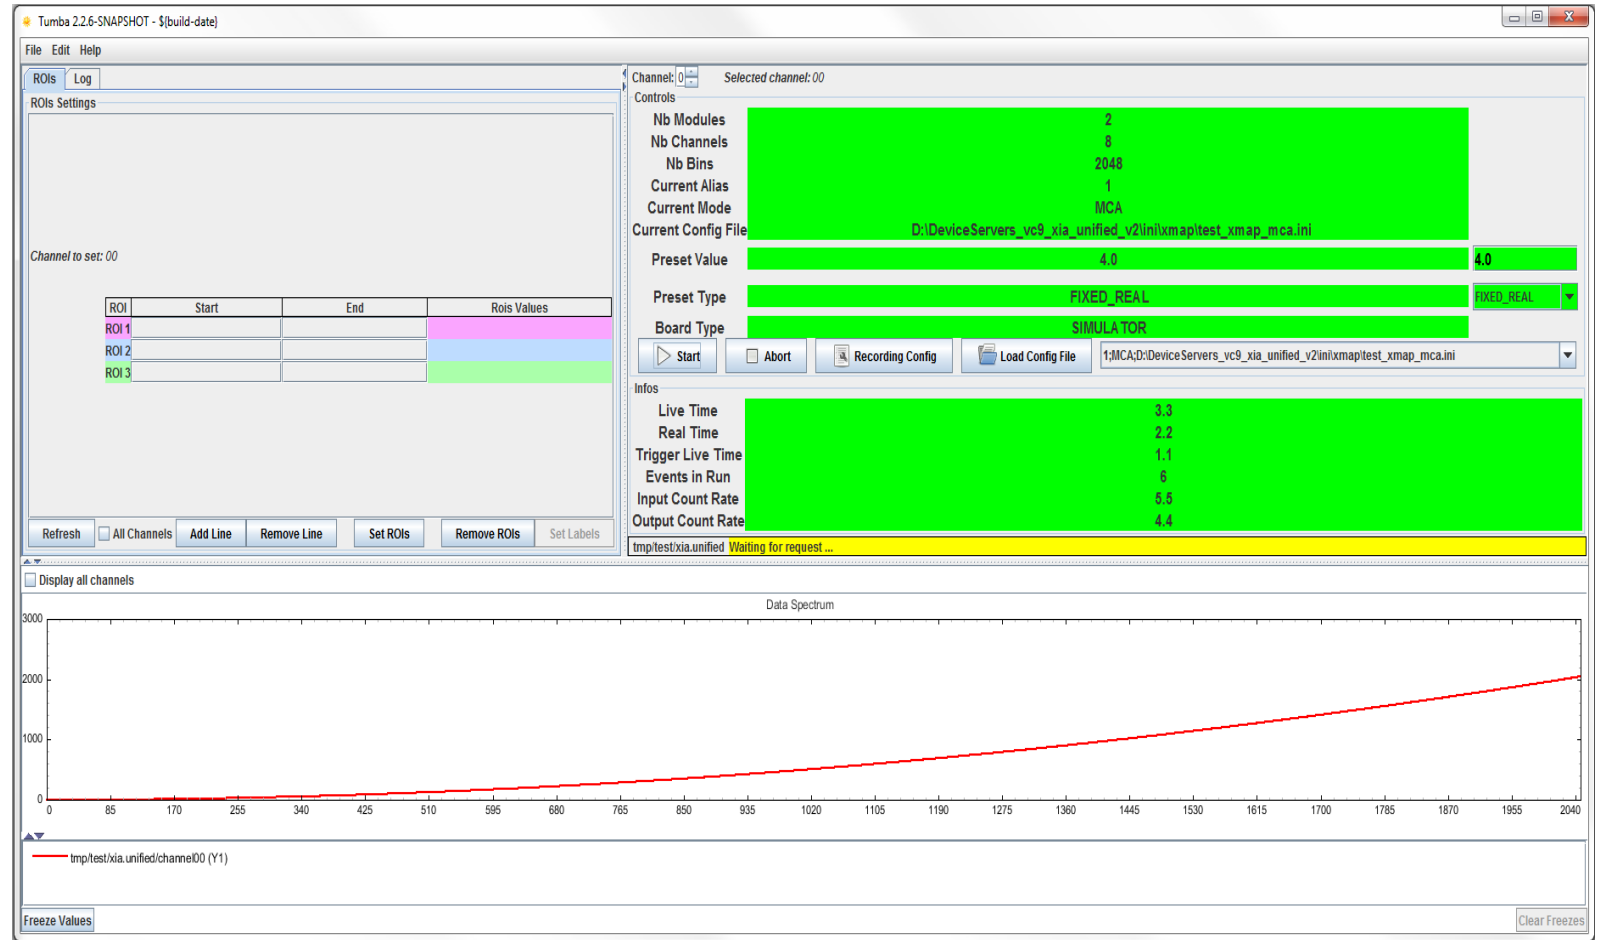 Tumba 2.2.6-SNAPSHOT - ${build-date}
File Edit Help
ROIs Log
ROIs Settings
Channel to set: 00
ROI Start End Rois Values
ROI 1
ROI 2
ROI 3
Refresh All Channels Add Line Remove Line Set ROIs Remove ROIs Set Labels
Channel: 0 Selected channel: 00
Controls
Nb Modules 2
Nb Channels 8
Nb Bins 2048
Current Alias 1
Current Mode MCA
Current Config File D:\DeviceServers_vc9_xia_unified_v2\ini\xmap\test_xmap_mca.ini
Preset Value 4.0 4.0
Preset Type FIXED_REAL FIXED_REAL
Board Type SIMULATOR
Start Abort Recording Config Load Config File 1;MCA;D:\DeviceServers_vc9_xia_unified_v2\ini\xmap\test_xmap_mca.ini
Infos
Live Time 3.3
Real Time 2.2
Trigger Live Time 1.1
Events in Run 6
Input Count Rate 5.5
Output Count Rate 4.4
tmp/test/xia.unified Waiting for request ...
Display all channels
Data Spectrum
3000
2000
1000
0
0 85 170 255 340 425 510 595 680 765 850 935 1020 1105 1190 1275 1360 1445 1530 1615 1700 1785 1870 1955 2040
tmp/test/xia.unified/channel00 (Y1)
Freeze Values Clear Freezes